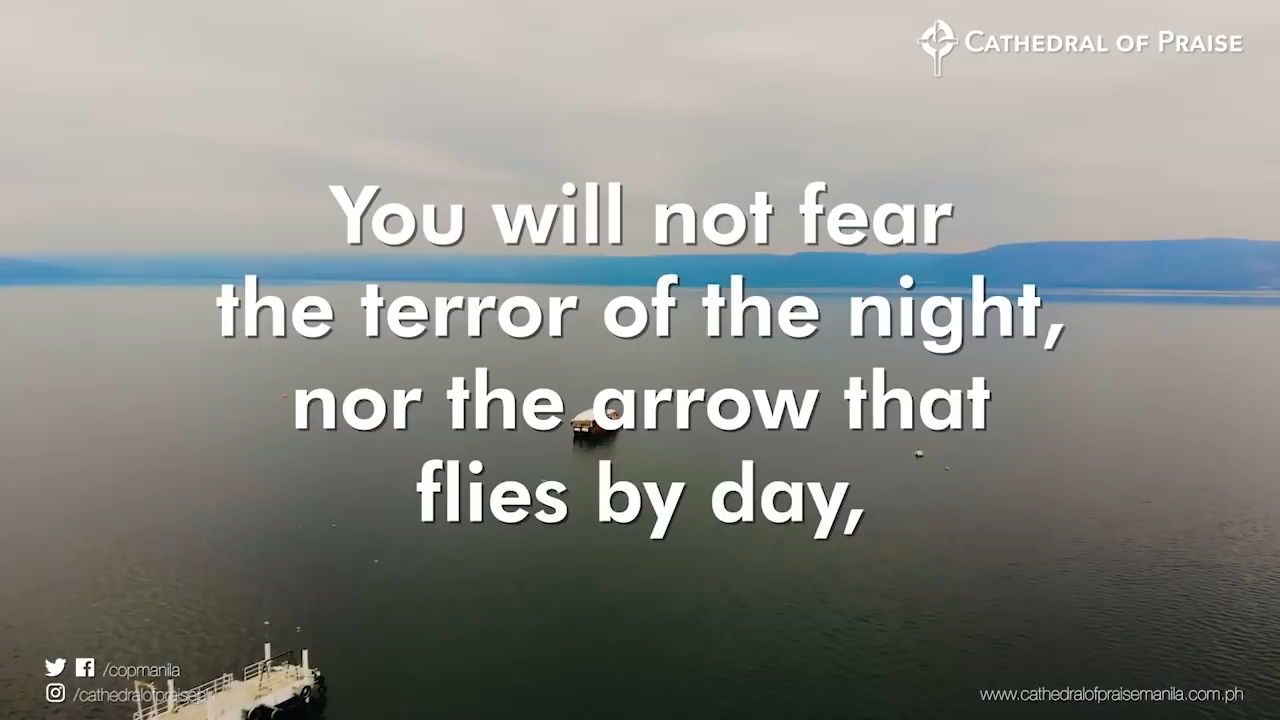 CATHEDRAL OF PRAISE
You will not fear
the terror of the night,
nor the arrow that
flies by day,
/copmanila
/cathedralofpraiseph
www.cathedralofpraisemanila.com.ph